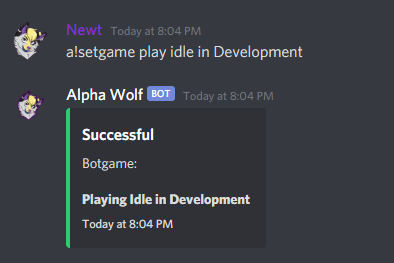 Newt Today at 8:04 PM
a!setgame play idle in Development
Alpha Wolf BOT Today at 8:04 PM
Successful
Botgame:
Playing Idle in Development
Today at 8:04 PM